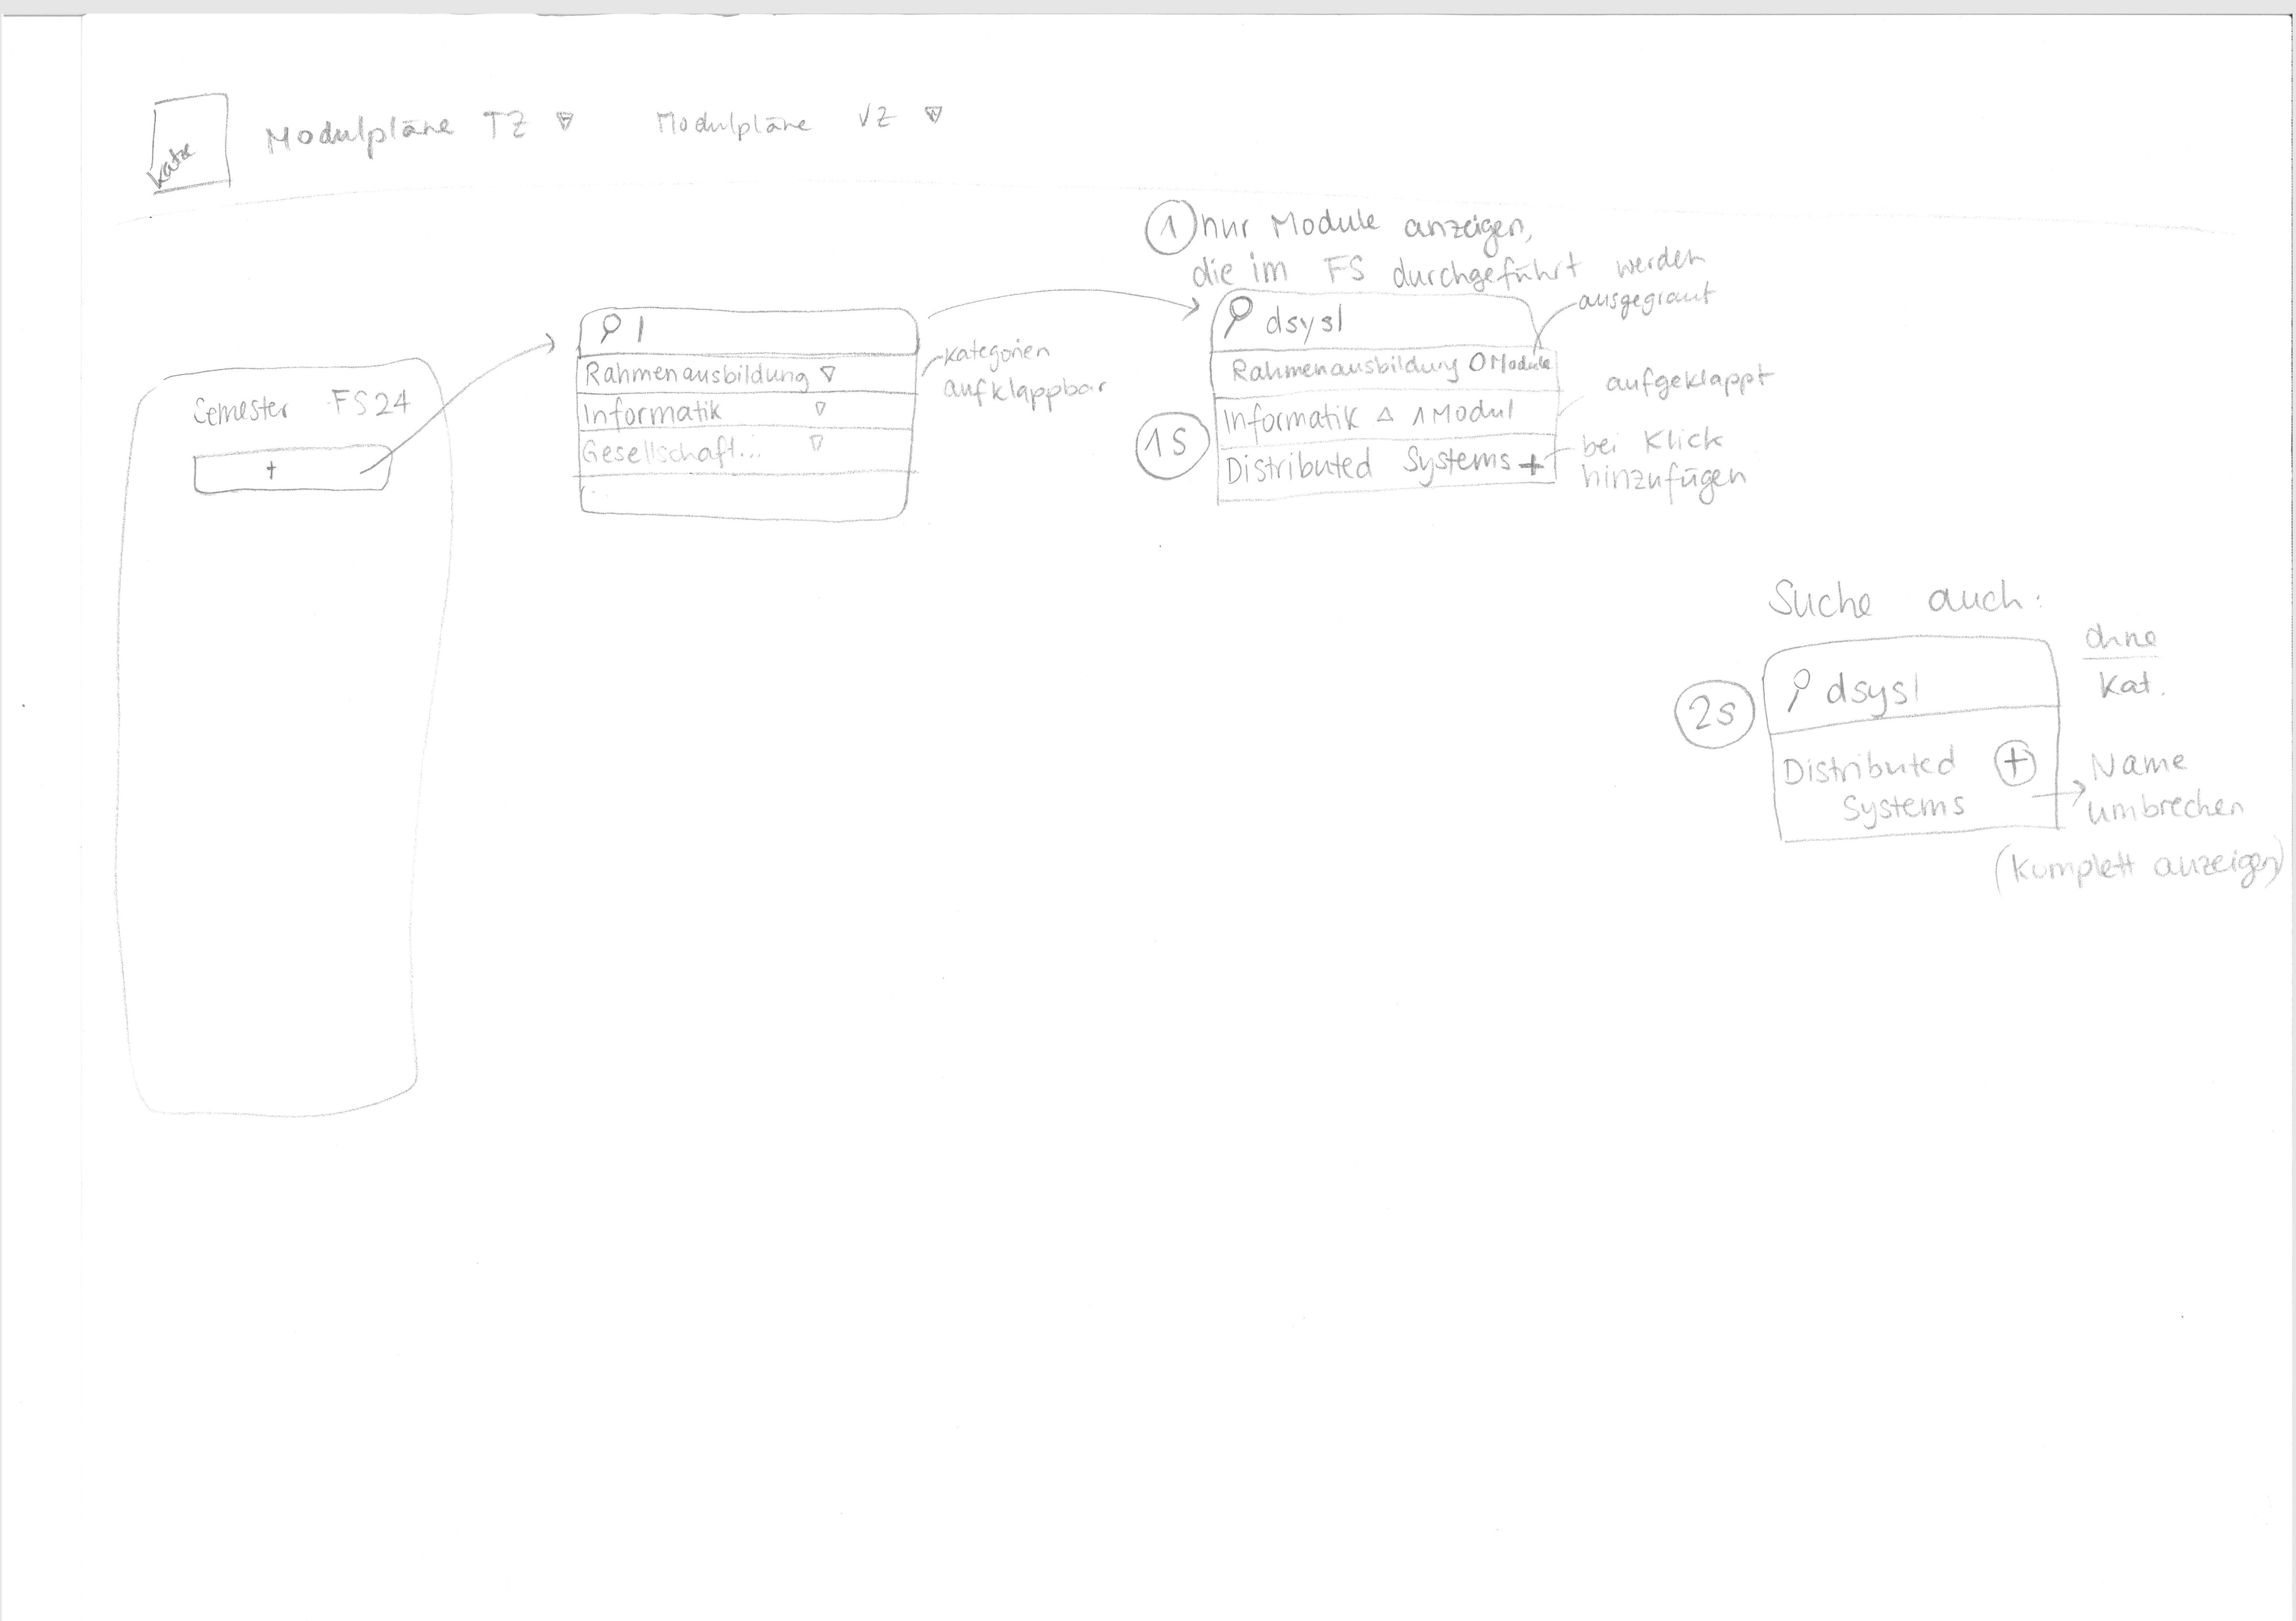 Katze
Modulpläne TZ ▽
Modulpläne VZ ▽
Semester FS24
+
Rahmenausbildung ▽
Informatik ▽
Gesellschaft... ▽
Kategorien
aufklappbar
① nur Module anzeigen,
die im FS durchgeführt werden
ausgegraut
dsys|
Rahmenausbildung 0 Module
aufgeklappt
1S
Informatik △ 1 Modul
Distributed Systems +
bei Klick
hinzufügen
Suche auch:
ohne
Kat.
2S
dsys|
Distributed +
Systems
Name
umbrechen
(komplett anzeigen)